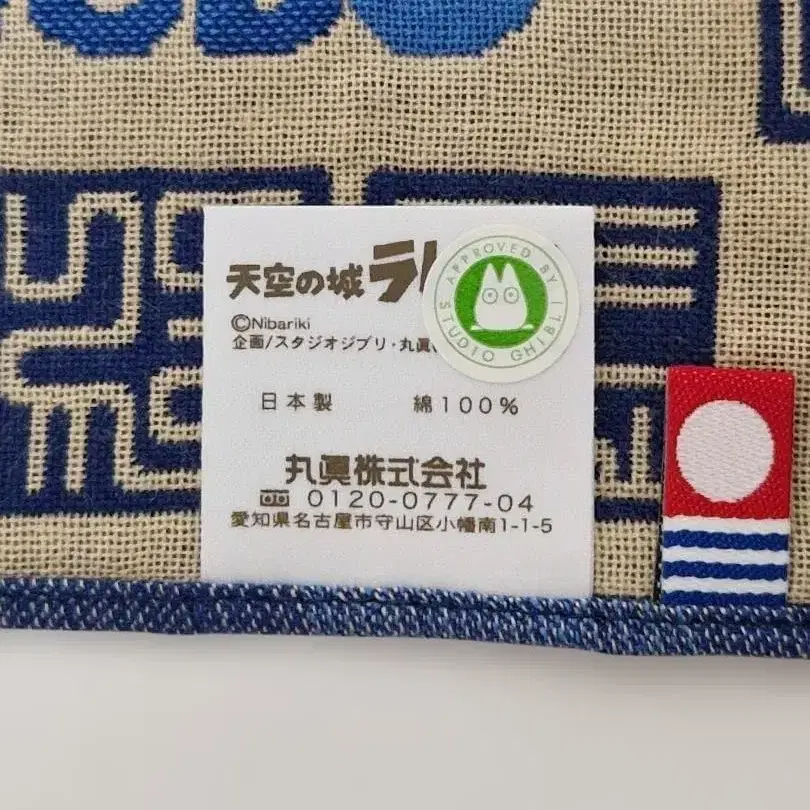 天空の城ラ
APPROVED BY
STUDIO GHIBLI
©Nibariki
企画/スタジオジブリ・丸眞
日本製 綿100%
丸眞株式会社
0120-0777-04
愛知県名古屋市守山区小幡南1-1-5